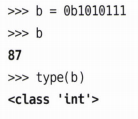 >>> b = 0b1010111
>>> b
87
>>> type(b)
<class 'int'>